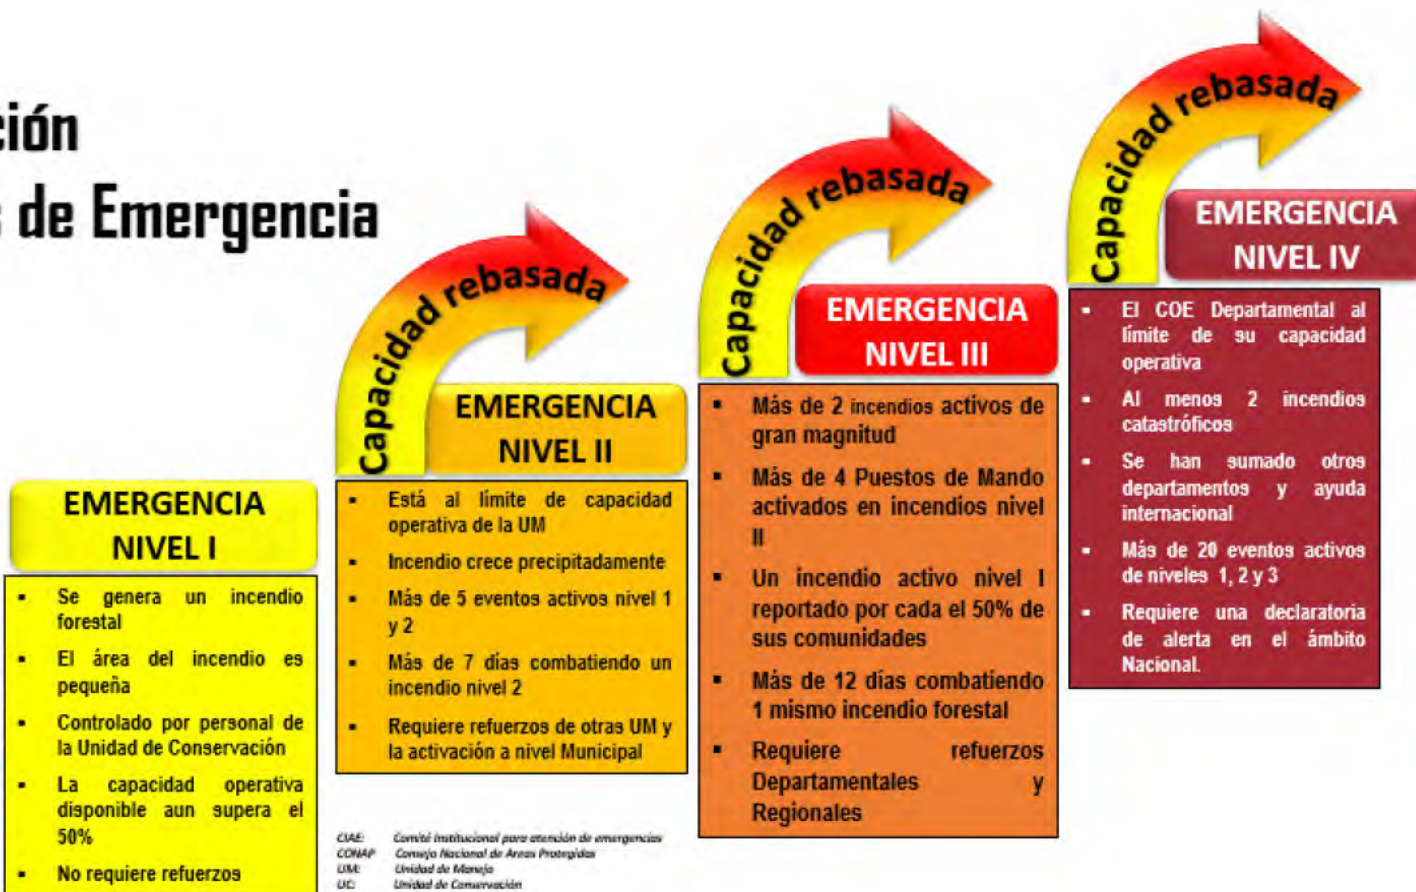 ción
s de Emergencia
EMERGENCIA
NIVEL I
▪ Se genera un incendio
forestal
▪ El área del incendio es
pequeña
▪ Controlado por personal de
la Unidad de Conservación
▪ La capacidad operativa
disponible aun supera el
50%
▪ No requiere refuerzos
Capacidad rebasada
EMERGENCIA
NIVEL II
▪ Está al límite de capacidad
operativa de la UM
▪ Incendio crece precipitadamente
▪ Más de 5 eventos activos nivel 1
y 2
▪ Más de 7 días combatiendo un
incendio nivel 2
▪ Requiere refuerzos de otras UM y
la activación a nivel Municipal
Capacidad rebasada
EMERGENCIA
NIVEL III
▪ Más de 2 incendios activos de
gran magnitud
▪ Más de 4 Puestos de Mando
activados en incendios nivel
II
▪ Un incendio activo nivel I
reportado por cada el 50% de
sus comunidades
▪ Más de 12 días combatiendo
1 mismo incendio forestal
▪ Requiere refuerzos
Departamentales y
Regionales
Capacidad rebasada
EMERGENCIA
NIVEL IV
▪ El COE Departamental al
límite de su capacidad
operativa
▪ Al menos 2 incendios
catastróficos
▪ Se han sumado otros
departamentos y ayuda
internacional
▪ Más de 20 eventos activos
de niveles 1, 2 y 3
▪ Requiere una declaratoria
de alerta en el ámbito
Nacional.
CIAE: Comité Institucional para atención de emergencias
CONAP Consejo Nacional de Areas Protegidas
UM: Unidad de Manejo
UC: Unidad de Conservación